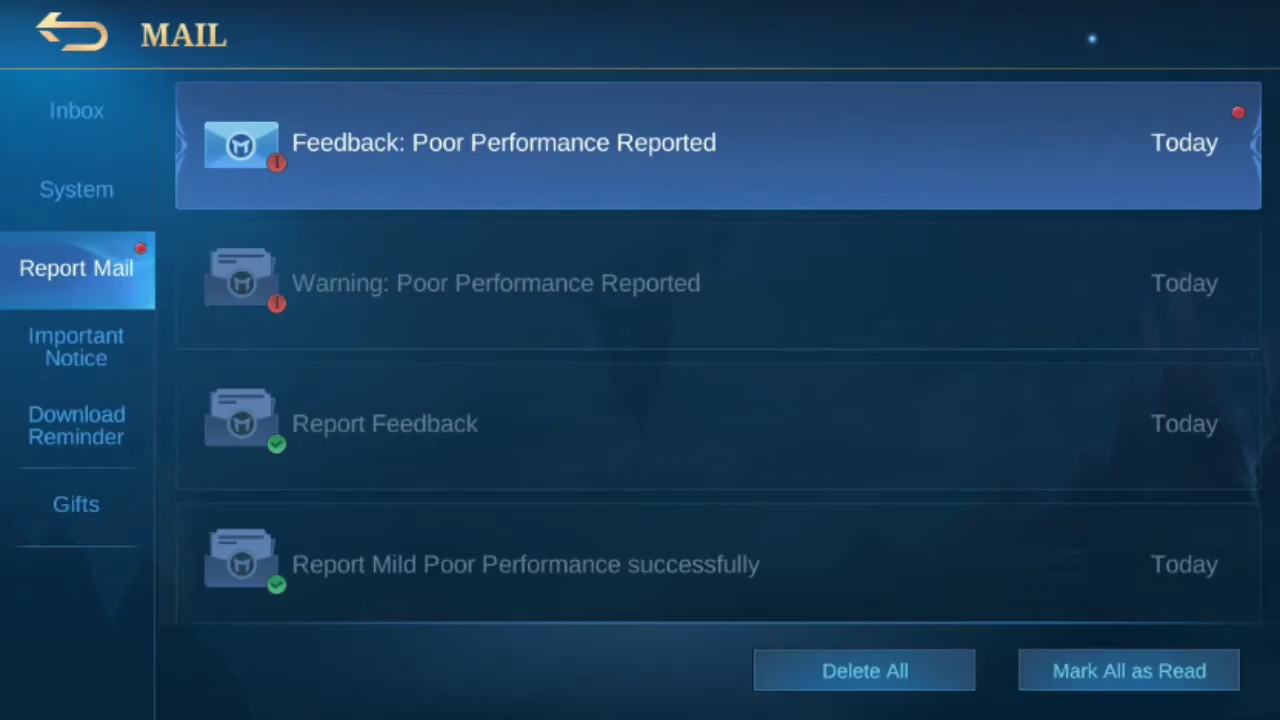 MAIL
Inbox
System
Report Mail
Important
Notice
Download
Reminder
Gifts
Feedback: Poor Performance Reported
Today
Warning: Poor Performance Reported
Today
Report Feedback
Today
Report Mild Poor Performance successfully
Today
Delete All
Mark All as Read